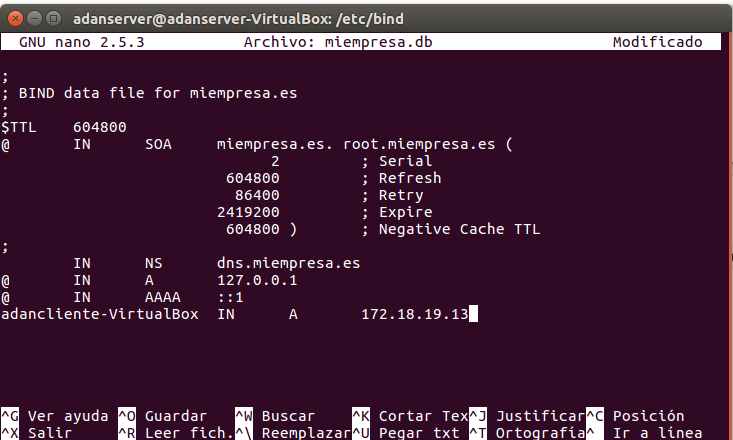 adanserver@adanserver-VirtualBox: /etc/bind
GNU nano 2.5.3 Archivo: miempresa.db Modificado
;
; BIND data file for miempresa.es
;
$TTL 604800
@ IN SOA miempresa.es. root.miempresa.es (
2 ; Serial
604800 ; Refresh
86400 ; Retry
2419200 ; Expire
604800 ) ; Negative Cache TTL
;
IN NS dns.miempresa.es
@ IN A 127.0.0.1
@ IN AAAA ::1
adancliente-VirtualBox IN A 172.18.19.13
^G Ver ayuda ^O Guardar ^W Buscar ^K Cortar Tex ^J Justificar ^C Posición
^X Salir ^R Leer fich. ^\ Reemplazar ^U Pegar txt ^T Ortografía ^_ Ir a línea